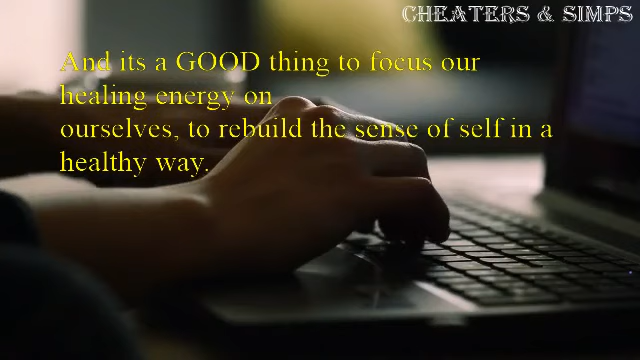 CHEATERS & SIMPS
And its a GOOD thing to focus our
healing energy on
ourselves, to rebuild the sense of self in a
healthy way.